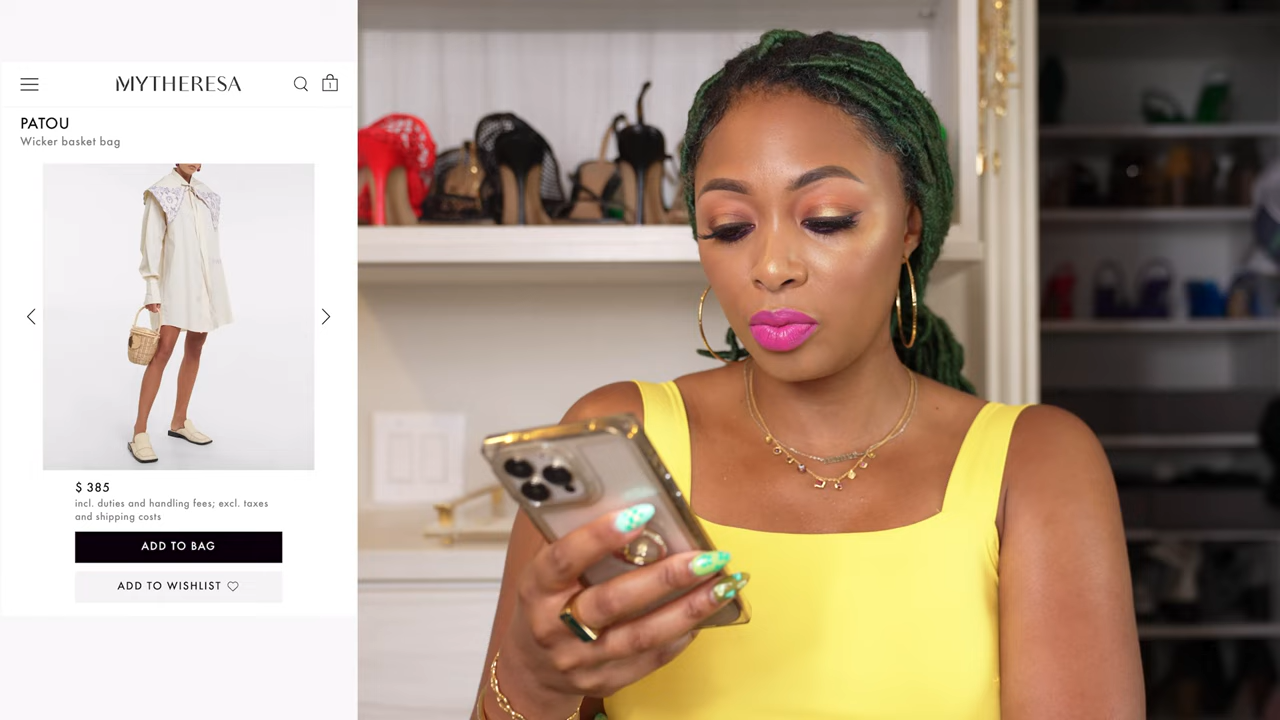 MYTHERESA
1
PATOU
Wicker basket bag
$ 385
incl. duties and handling fees; excl. taxes
and shipping costs
ADD TO BAG
ADD TO WISHLIST